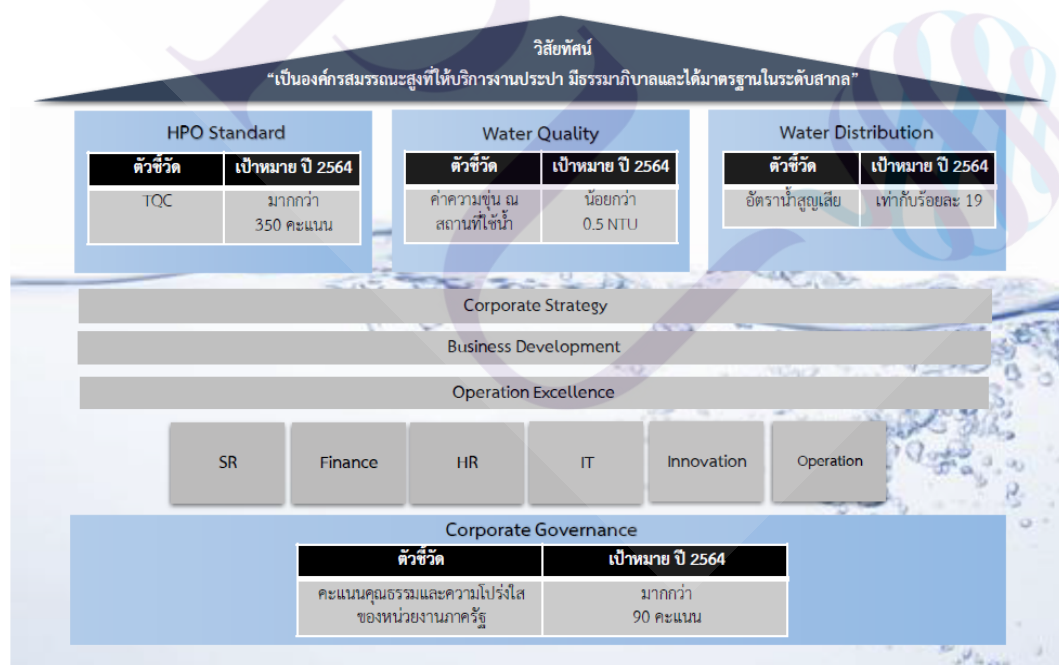 วิสัยทัศน์
“เป็นองค์กรสมรรถนะสูงที่ให้บริการงานประปา มีธรรมาภิบาลและได้มาตรฐานในระดับสากล”
HPO Standard
ตัวชี้วัด เป้าหมาย ปี 2564
TQC มากกว่า
350 คะแนน
Water Quality
ตัวชี้วัด เป้าหมาย ปี 2564
ค่าความขุ่น ณ น้อยกว่า
สถานที่ใช้น้ำ 0.5 NTU
Water Distribution
ตัวชี้วัด เป้าหมาย ปี 2564
อัตราน้ำสูญเสีย เท่ากับร้อยละ 19
Corporate Strategy
Business Development
Operation Excellence
SR Finance HR IT Innovation Operation
Corporate Governance
ตัวชี้วัด เป้าหมาย ปี 2564
คะแนนคุณธรรมและความโปร่งใส มากกว่า
ของหน่วยงานภาครัฐ 90 คะแนน